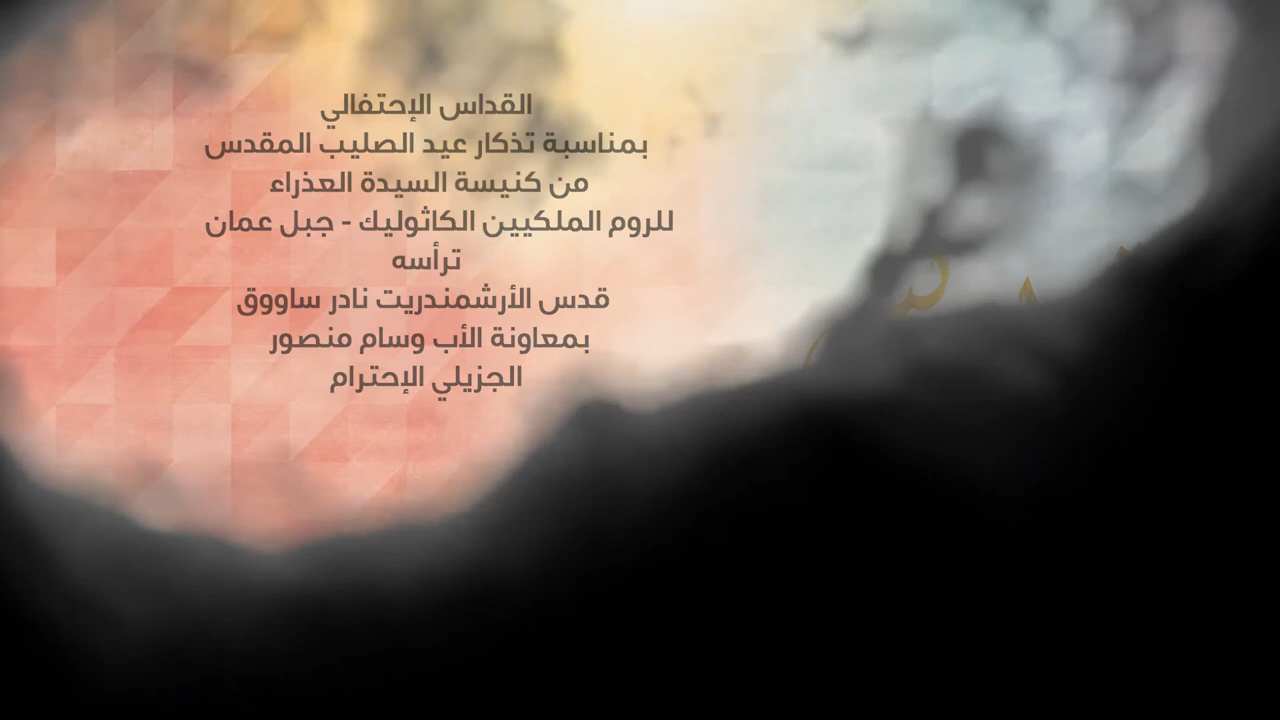 القداس الإحتفالي
بمناسبة تذكار عيد الصليب المقدس
من كنيسة السيدة العذراء
للروم الملكيين الكاثوليك - جبل عمان
ترأسه
قدس الأرشمندريت نادر ساووق
بمعاونة الأب وسام منصور
الجزيلي الإحترام